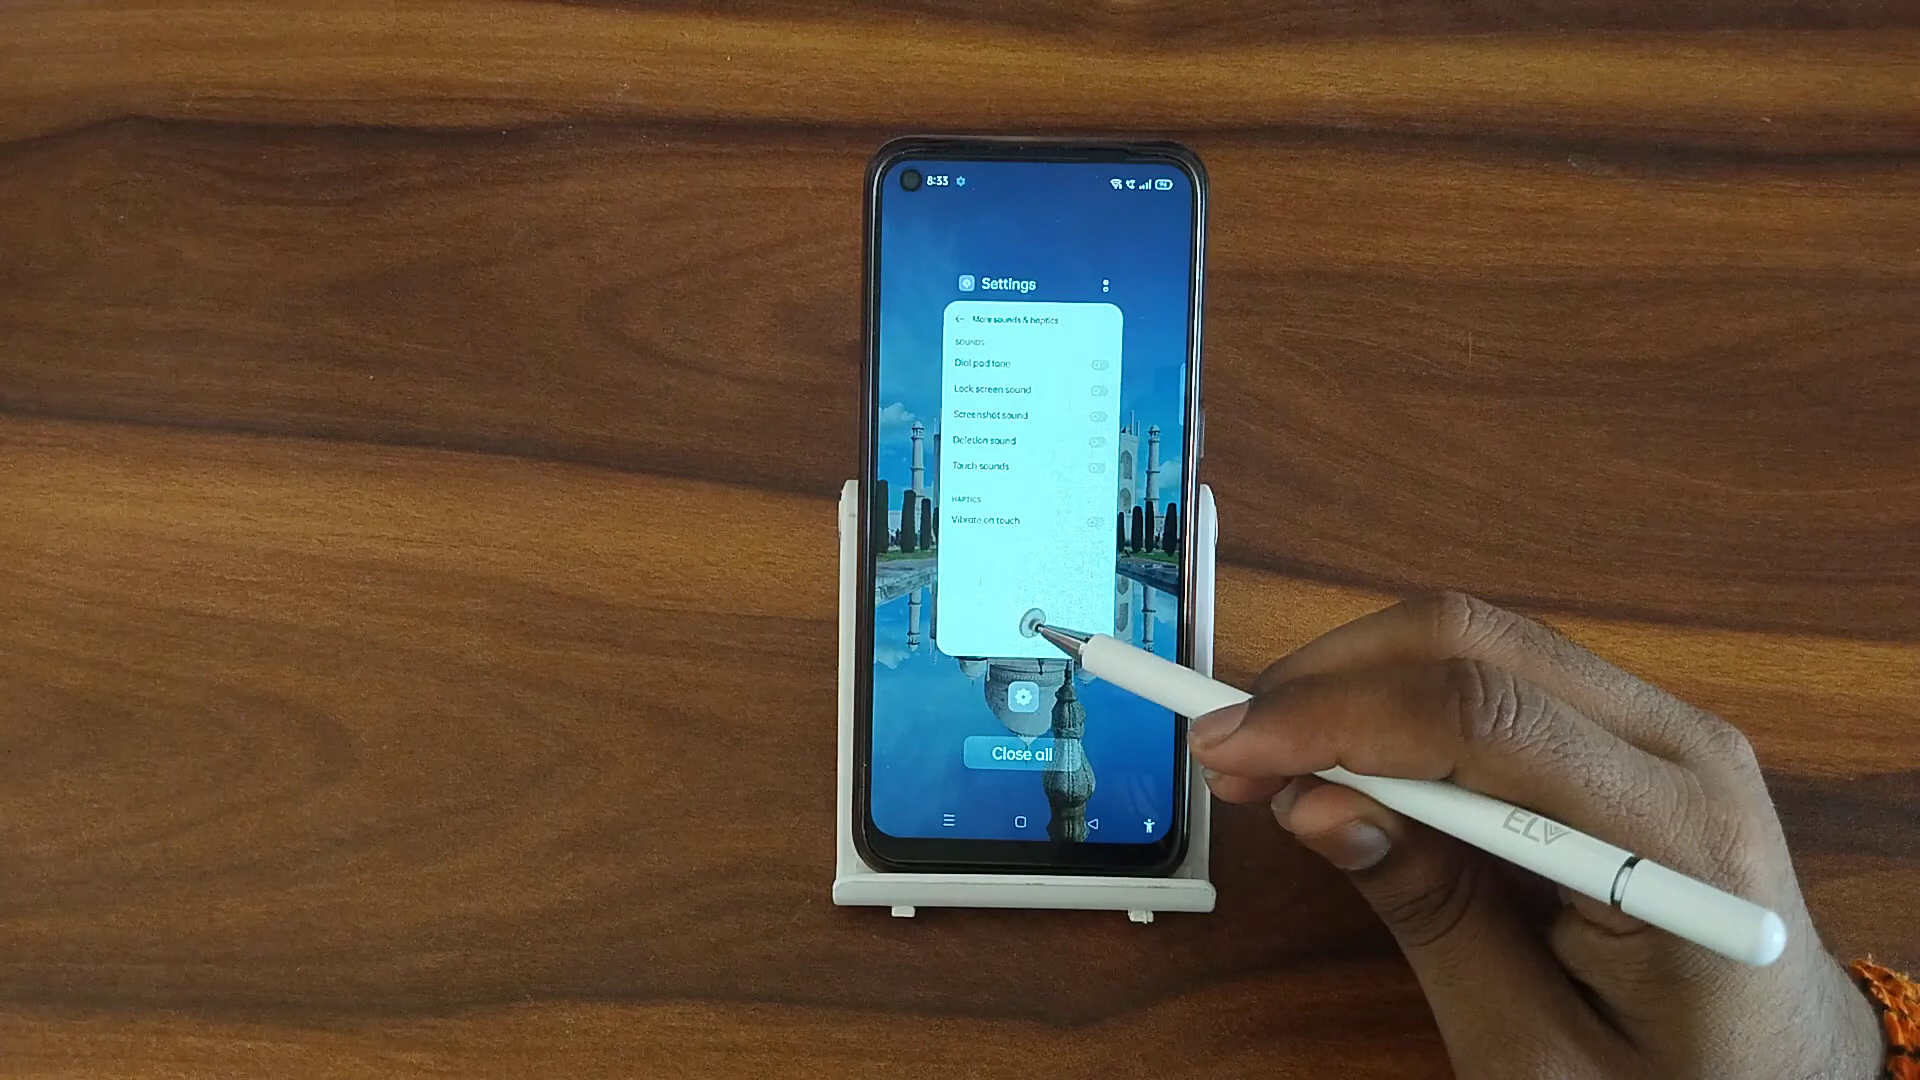 8:33
Settings
More sounds & haptics
SOUNDS
Dial pad tone
Lock screen sound
Screenshot sound
Deletion sound
Touch sounds
HAPTICS
Vibrate on touch
Close all